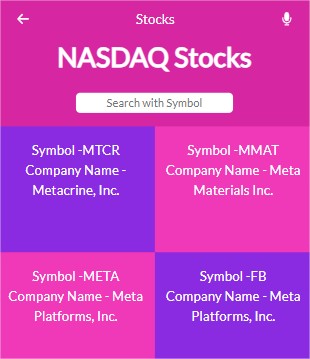 Stocks
NASDAQ Stocks
Search with Symbol
Symbol -MTCR
Company Name -
Metacrine, Inc.
Symbol -MMAT
Company Name - Meta
Materials Inc.
Symbol -META
Company Name - Meta
Platforms, Inc.
Symbol -FB
Company Name - Meta
Platforms, Inc.